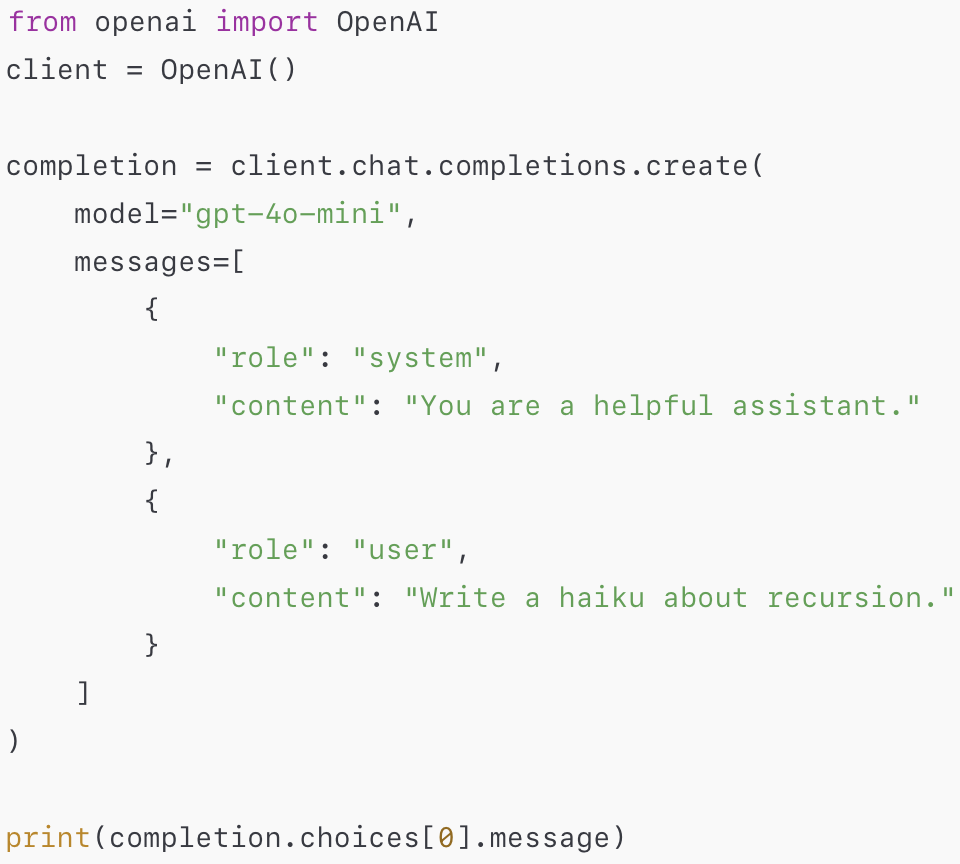 from openai import OpenAI
client = OpenAI()

completion = client.chat.completions.create(
    model="gpt-4o-mini",
    messages=[
        {
            "role": "system",
            "content": "You are a helpful assistant."
        },
        {
            "role": "user",
            "content": "Write a haiku about recursion."
        }
    ]
)

print(completion.choices[0].message)